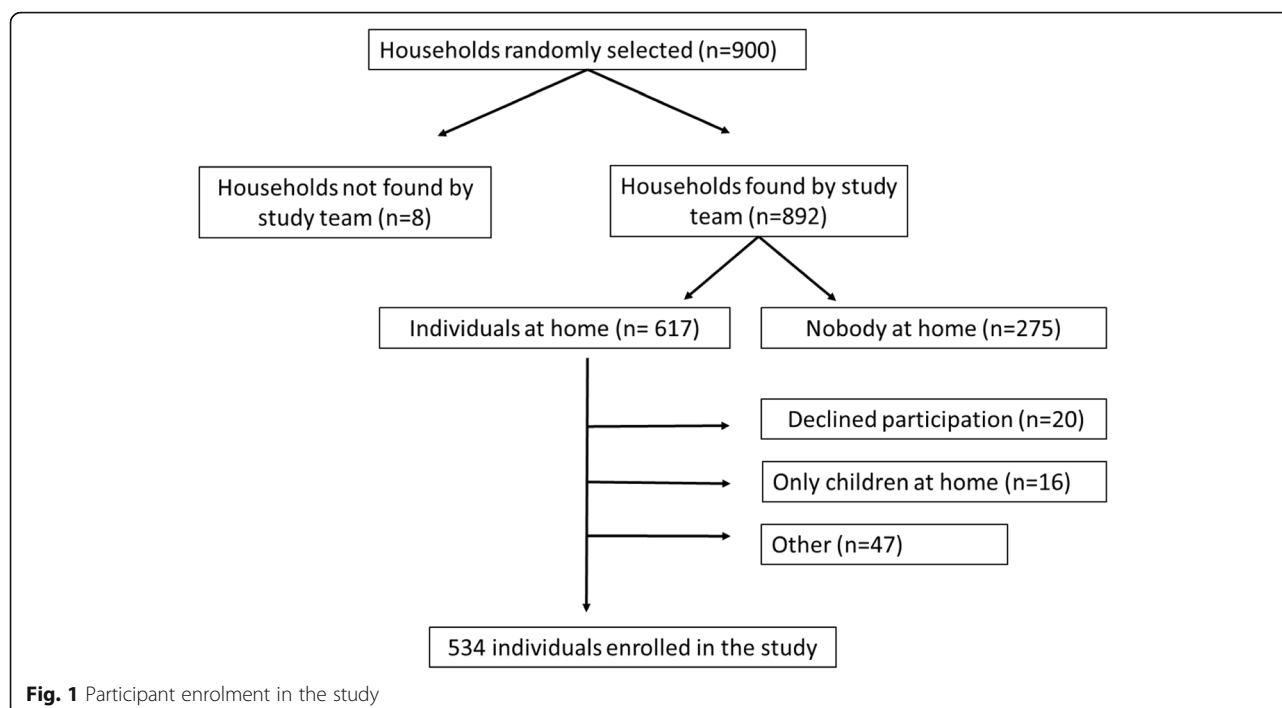 Households randomly selected (n=900)
Households not found by
study team (n=8)
Households found by study
team (n=892)
Individuals at home (n= 617)
Nobody at home (n=275)
Declined participation (n=20)
Only children at home (n=16)
Other (n=47)
534 individuals enrolled in the study
Fig. 1 Participant enrolment in the study